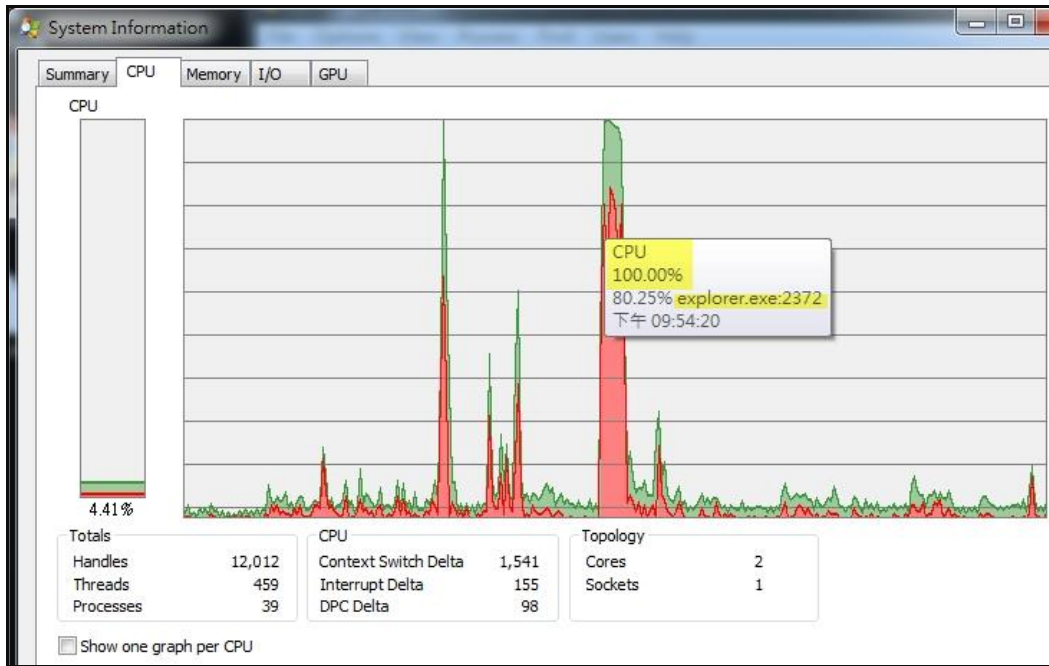 System Information
Summary CPU Memory I/O GPU
CPU
CPU
100.00%
80.25% explorer.exe:2372
下午 09:54:20
4.41%
Totals
Handles 12,012
Threads 459
Processes 39
CPU
Context Switch Delta 1,541
Interrupt Delta 155
DPC Delta 98
Topology
Cores 2
Sockets 1
Show one graph per CPU